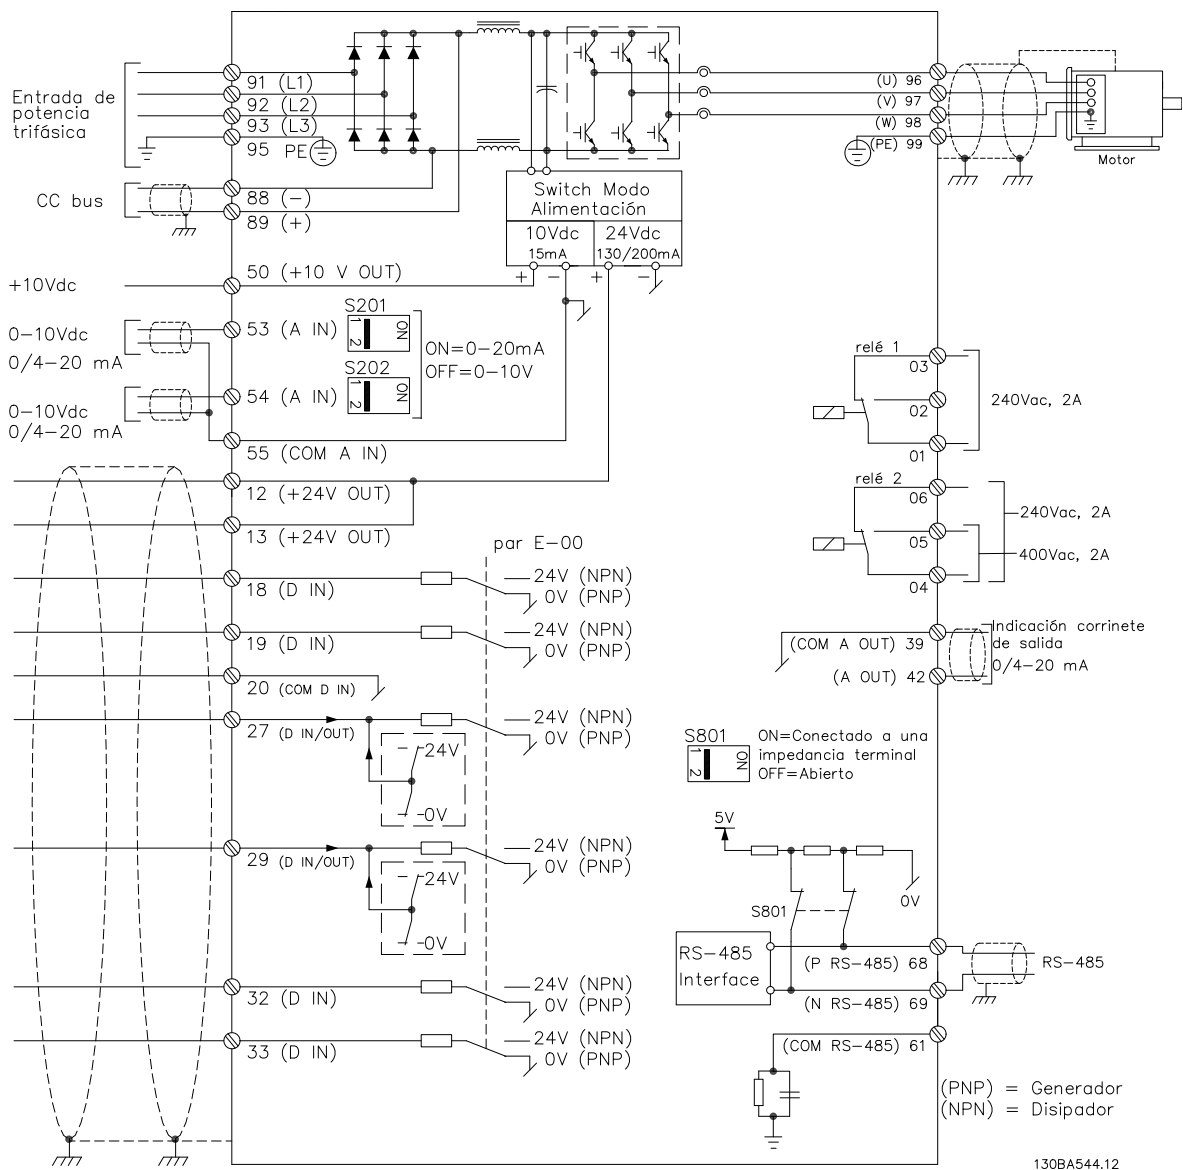 Entrada de
potencia
trifásica
91 (L1)
92 (L2)
93 (L3)
95 PE
CC bus
88 (−)
89 (+)
+10Vdc
50 (+10 V OUT)
0−10Vdc
0/4−20 mA
53 (A IN)
S201
1 2 ON
0−10Vdc
0/4−20 mA
54 (A IN)
S202
1 2 ON
ON=0−20mA
OFF=0−10V
55 (COM A IN)
12 (+24V OUT)
13 (+24V OUT)
Switch Modo
Alimentación
10Vdc
15mA
24Vdc
130/200mA
+ − + −
par E−00
18 (D IN)
24V (NPN)
0V (PNP)
19 (D IN)
24V (NPN)
0V (PNP)
20 (COM D IN)
27 (D IN/OUT)
24V (NPN)
0V (PNP)
24V
0V
29 (D IN/OUT)
24V (NPN)
0V (PNP)
24V
0V
32 (D IN)
24V (NPN)
0V (PNP)
33 (D IN)
24V (NPN)
0V (PNP)
(U) 96
(V) 97
(W) 98
(PE) 99
Motor
relé 1
03
02
01
240Vac, 2A
relé 2
06
05
04
240Vac, 2A
400Vac, 2A
(COM A OUT) 39
(A OUT) 42
Indicación corrinete
de salida
0/4−20 mA
S801
1 2 ON
ON=Conectado a una
impedancia terminal
OFF=Abierto
5V
0V
S801
RS−485
Interface
(P RS−485) 68
(N RS−485) 69
RS−485
(COM RS−485) 61
(PNP) = Generador
(NPN) = Disipador
130BA544.12